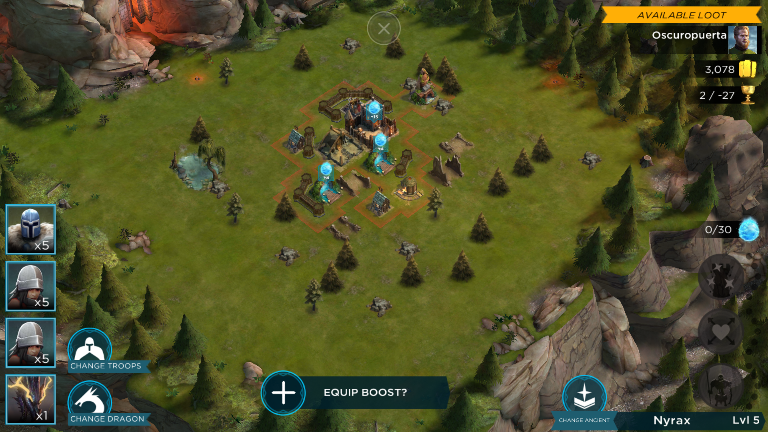 AVAILABLE LOOT
Oscuropuerta
3,078
2 / -27
0/30
x5
x5
x5
x1
CHANGE TROOPS
CHANGE DRAGON
EQUIP BOOST?
CHANGE ANCIENT
Nyrax Lvl 5